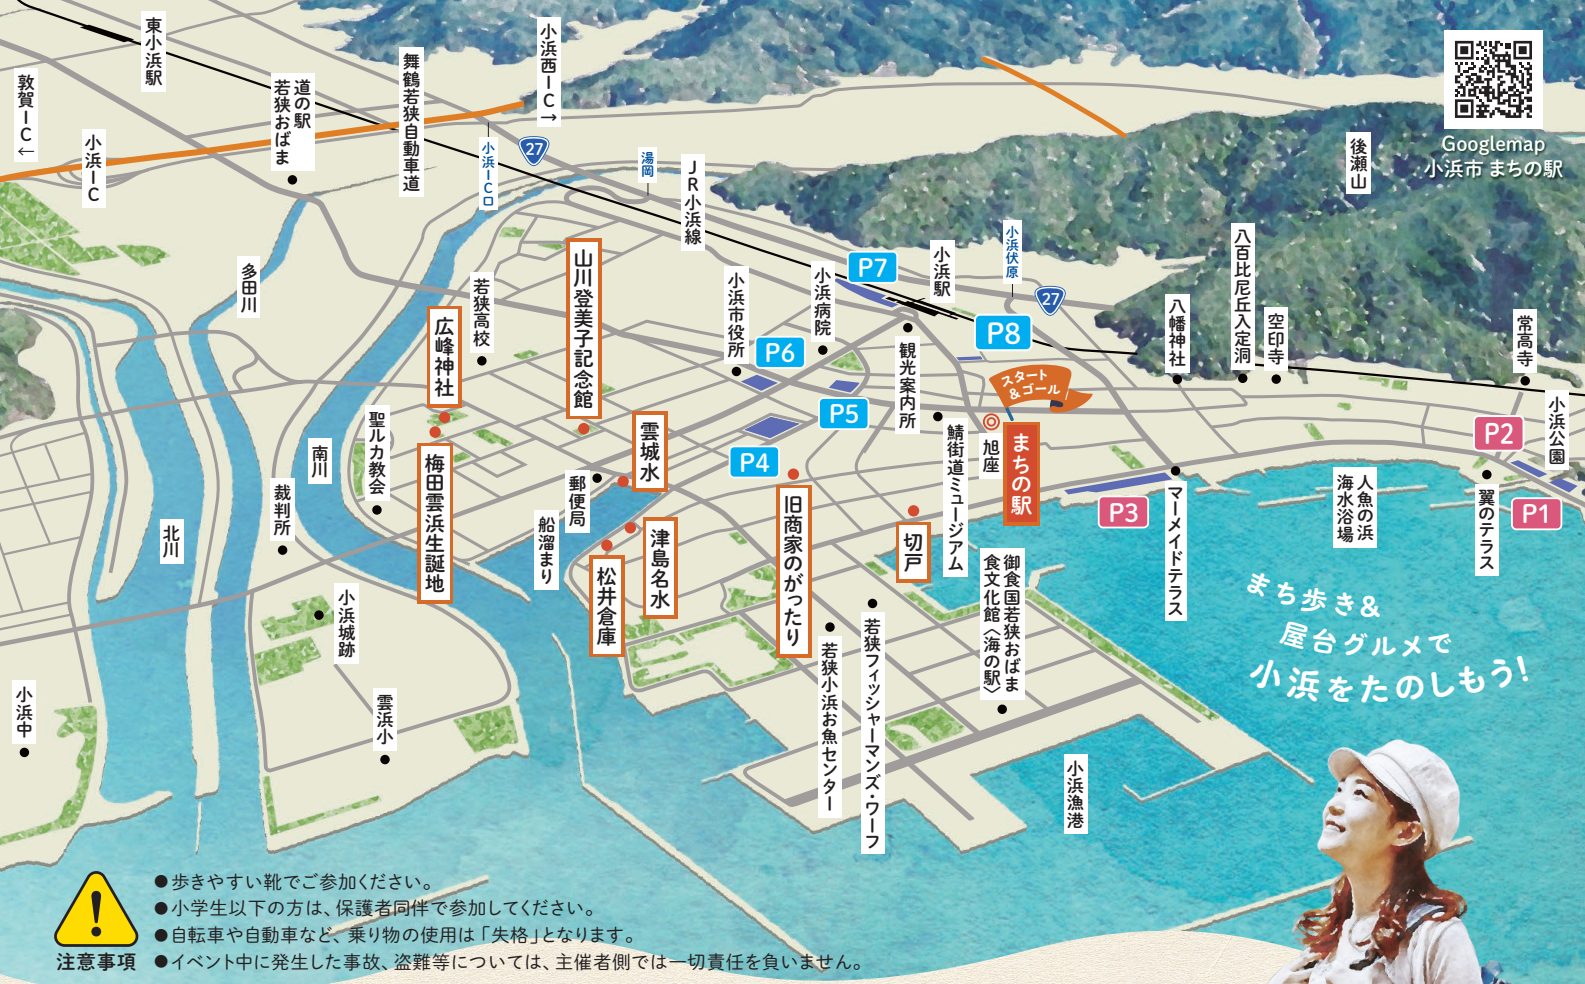 東小浜駅
敦賀IC←
小浜IC
道の駅
若狭おばま
舞鶴若狭自動車道
小浜西IC→
小浜IC口
27
湯岡
JR小浜線
後瀬山
Googlemap
小浜市 まちの駅
多田川
若狭高校
広峰神社
山川登美子記念館
小浜市役所
小浜病院
P7
小浜駅
小浜伏原
27
P8
P6
P5
P4
観光案内所
スタート
&ゴール
八幡神社
八百比尼丘入定洞
空印寺
常高寺
小浜公園
P2
P1
P3
南川
聖ルカ教会
梅田雲浜生誕地
雲城水
郵便局
船溜まり
津島名水
松井倉庫
旧商家のがったり
切戸
鯖街道ミュージアム
旭座
まちの駅
マーメイドテラス
人魚の浜
海水浴場
翼のテラス
北川
裁判所
小浜城跡
雲浜小
小浜中
御食国若狭おばま
食文化館〈海の駅〉
若狭小浜お魚センター
若狭フィッシャーマンズ・ワーフ
小浜漁港
まち歩き&
屋台グルメで
小浜をたのしもう!
注意事項
●歩きやすい靴でご参加ください。
●小学生以下の方は、保護者同伴で参加してください。
●自転車や自動車など、乗り物の使用は「失格」となります。
●イベント中に発生した事故、盗難等については、主催者側では一切責任を負いません。